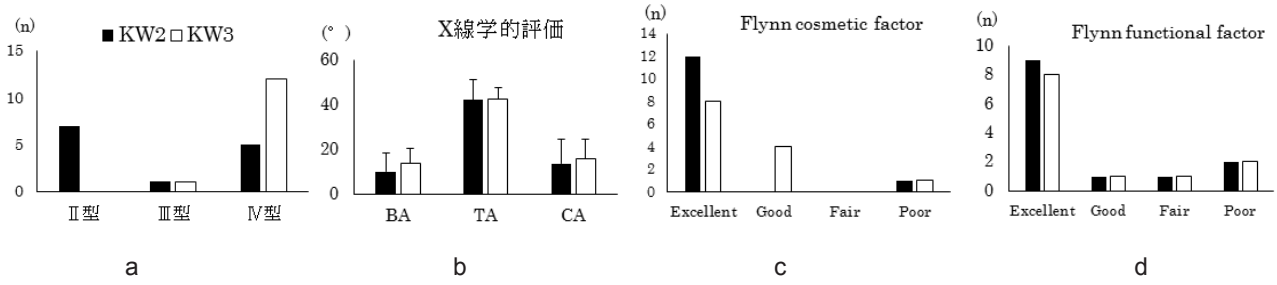 (n)
■KW2□KW3
15
10
5
0
Ⅱ型 Ⅲ型 Ⅳ型
a
(°)
X線学的評価
60
40
20
0
BA TA CA
b
(n)
Flynn cosmetic factor
14
12
10
8
6
4
2
0
Excellent Good Fair Poor
c
(n)
Flynn functional factor
10
8
6
4
2
0
Excellent Good Fair Poor
d